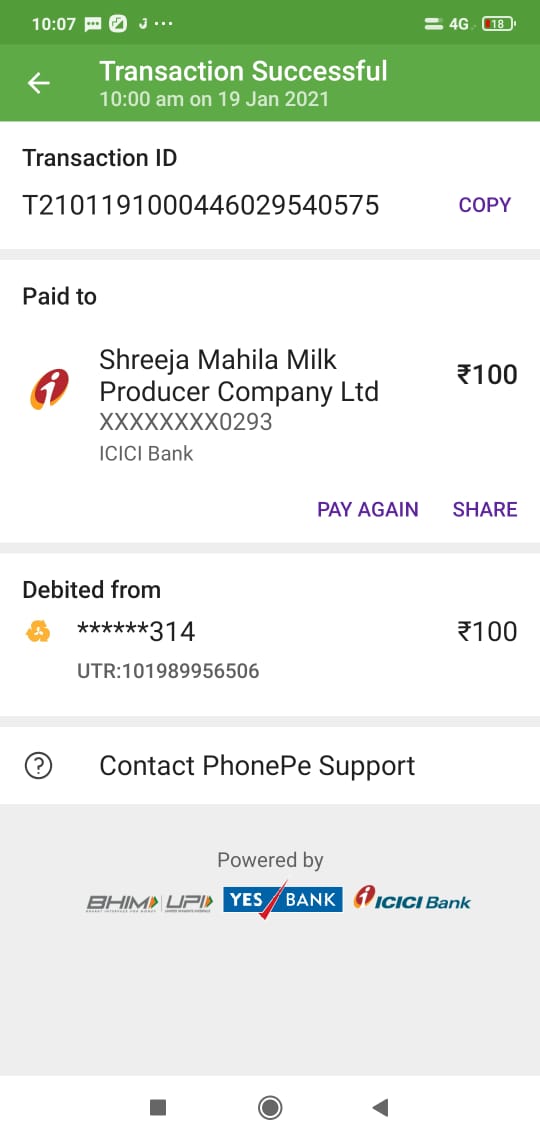 10:07
4G
18
Transaction Successful
10:00 am on 19 Jan 2021
Transaction ID
T2101191000446029540575
COPY
Paid to
Shreeja Mahila Milk
Producer Company Ltd
₹100
XXXXXXXX0293
ICICI Bank
PAY AGAIN SHARE
Debited from
******314 ₹100
UTR:101989956506
Contact PhonePe Support
Powered by
BHIM UPI YES BANK ICICI Bank